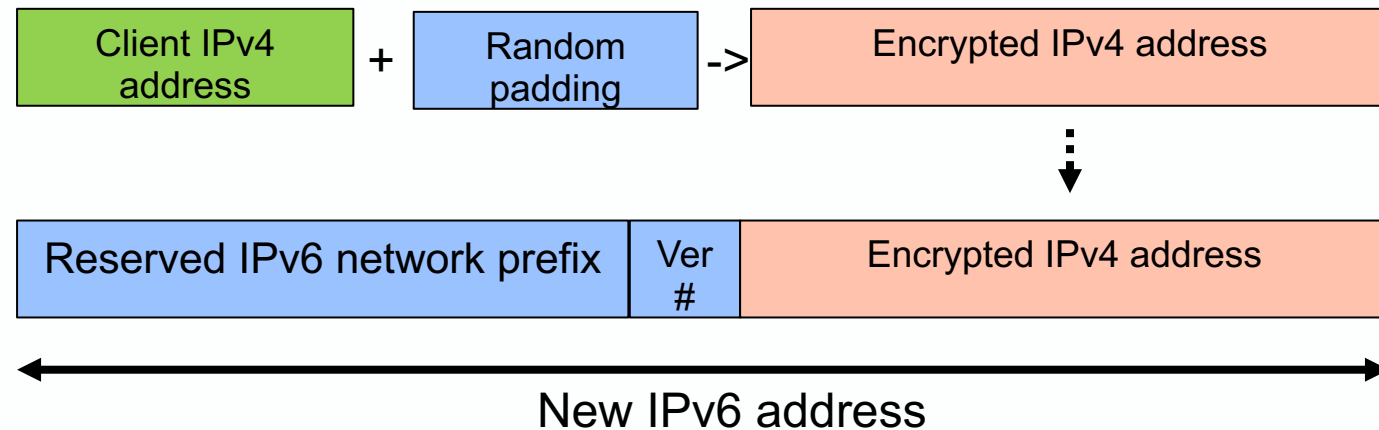 Client IPv4
address
+
Random
padding
->
Encrypted IPv4 address
Reserved IPv6 network prefix
Ver
#
Encrypted IPv4 address
New IPv6 address